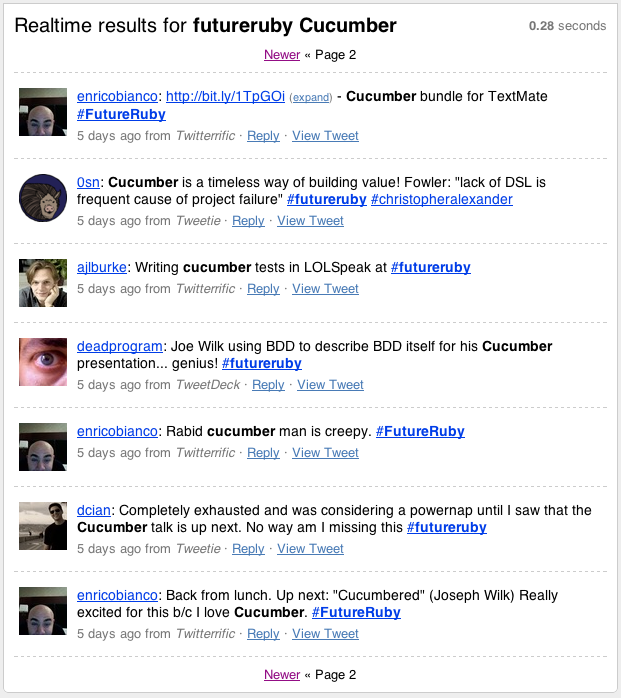 Realtime results for futureruby Cucumber
0.28 seconds
Newer « Page 2
enricobianco: http://bit.ly/1TpGOi (expand) - Cucumber bundle for TextMate
#FutureRuby
5 days ago from Twitterrific · Reply · View Tweet
0sn: Cucumber is a timeless way of building value! Fowler: "lack of DSL is
frequent cause of project failure" #futureruby #christopheralexander
5 days ago from Tweetie · Reply · View Tweet
ajlburke: Writing cucumber tests in LOLSpeak at #futureruby
5 days ago from Twitterrific · Reply · View Tweet
deadprogram: Joe Wilk using BDD to describe BDD itself for his Cucumber
presentation... genius! #futureruby
5 days ago from TweetDeck · Reply · View Tweet
enricobianco: Rabid cucumber man is creepy. #FutureRuby
5 days ago from Twitterrific · Reply · View Tweet
dcian: Completely exhausted and was considering a powernap until I saw that the
Cucumber talk is up next. No way am I missing this #futureruby
5 days ago from Tweetie · Reply · View Tweet
enricobianco: Back from lunch. Up next: "Cucumbered" (Joseph Wilk) Really
excited for this b/c I love Cucumber. #FutureRuby
5 days ago from Twitterrific · Reply · View Tweet
Newer « Page 2